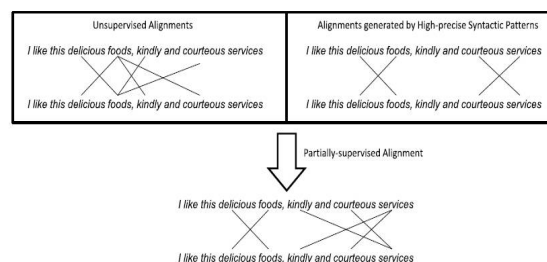 Unsupervised Alignments
I like this delicious foods, kindly and courteous services
I like this delicious foods, kindly and courteous services
Alignments generated by High-precise Syntactic Patterns
I like this delicious foods, kindly and courteous services
I like this delicious foods, kindly and courteous services
Partially-supervised Alignment
I like this delicious foods, kindly and courteous services
I like this delicious foods, kindly and courteous services